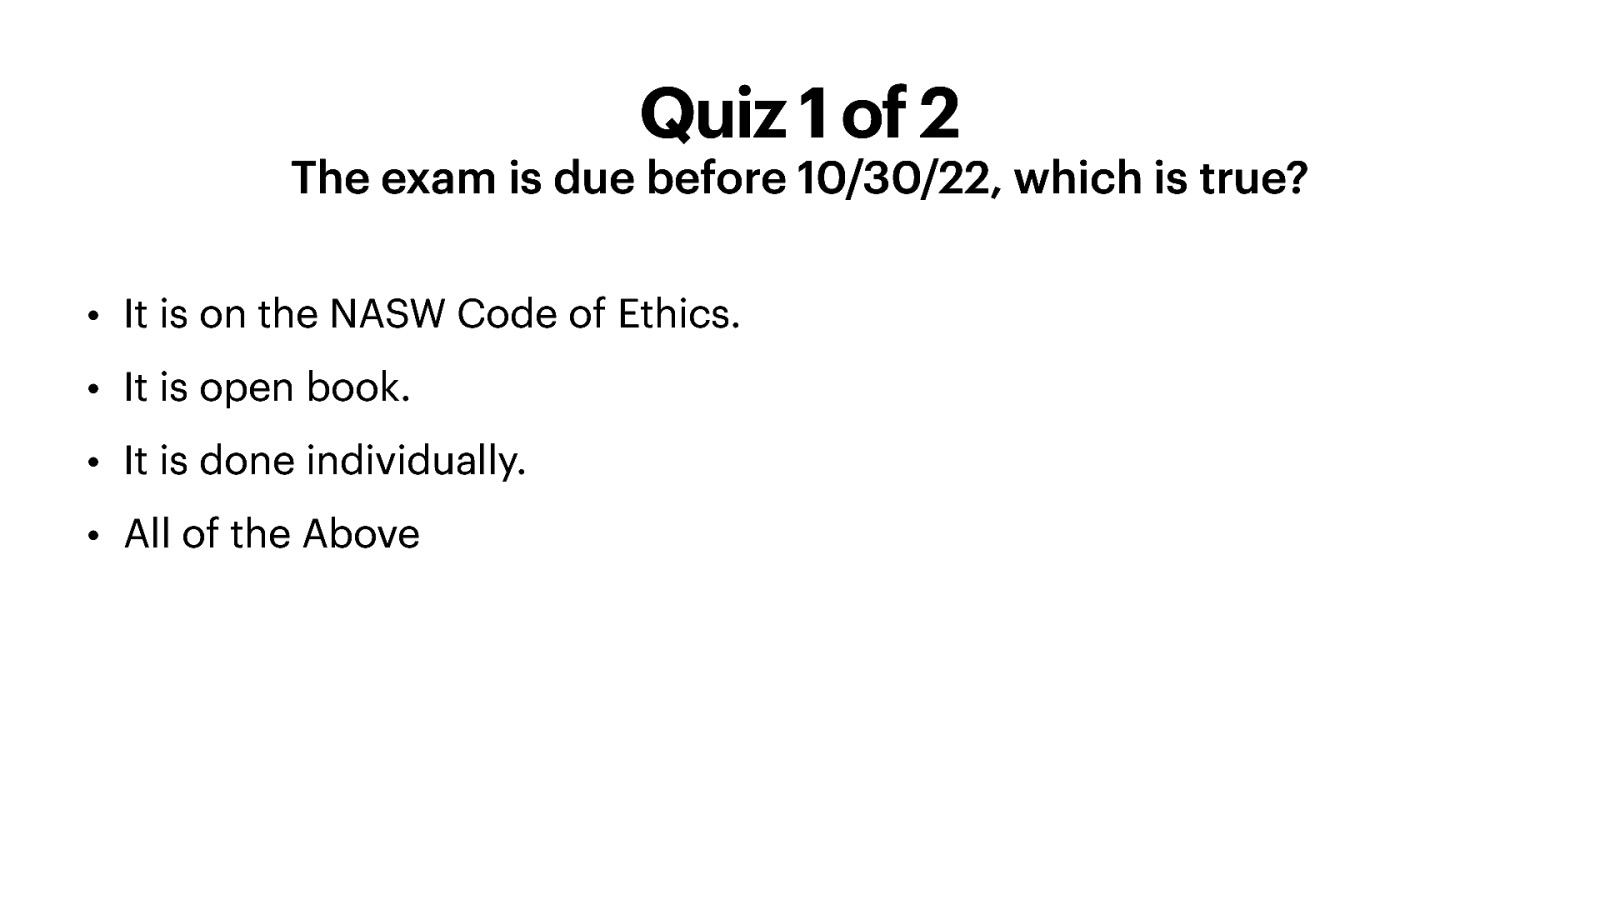 Quiz 1 of 2
The exam is due before 10/30/22, which is true?
• It is on the NASW Code of Ethics.
• It is open book.
• It is done individually.
• All of the Above